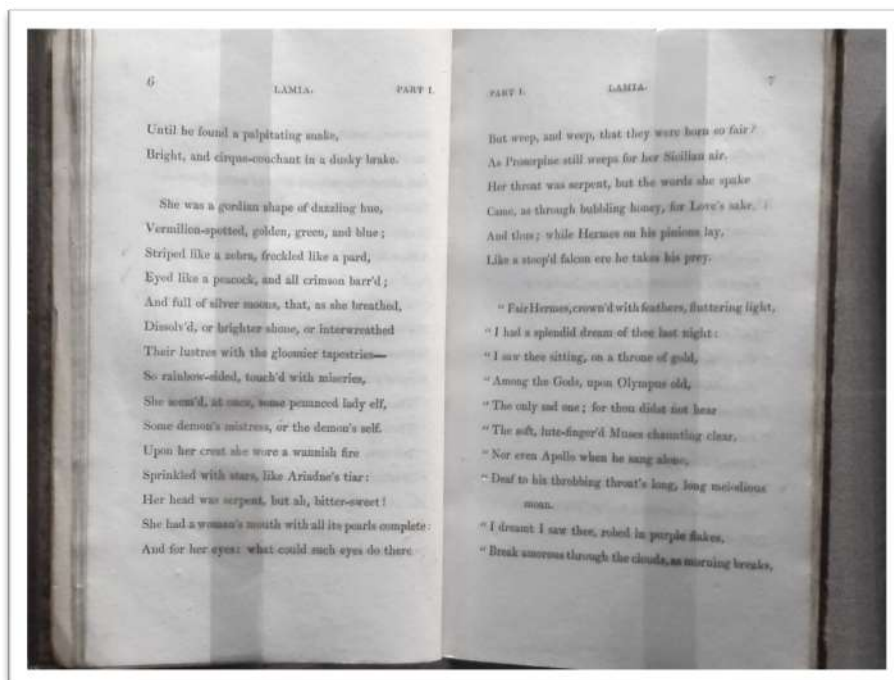 6
LAMIA.
PART I.
Until he found a palpitating snake,
Bright, and cirque-couchant in a dusky brake.
She was a gordian shape of dazzling hue,
Vermilion-spotted, golden, green, and blue;
Striped like a zebra, freckled like a pard,
Eyed like a peacock, and all crimson barr'd;
And full of silver moons, that, as she breathed,
Dissolv'd, or brighter shone, or interwreathed
Their lustres with the gloomier tapestries—
So rainbow-sided, touch'd with miseries,
She seem'd, at once, some penanced lady elf,
Some demon's mistress, or the demon's self.
Upon her crest she wore a wannish fire
Sprinkled with stars, like Ariadne's tiar:
Her head was serpent, but ah, bitter-sweet!
She had a woman's mouth with all its pearls complete:
And for her eyes: what could such eyes do there
PART I.
LAMIA.
7
But weep, and weep, that they were born so fair?
As Proserpine still weeps for her Sicilian air.
Her throat was serpent, but the words she spake
Came, as through bubbling honey, for Love's sake,
And thus; while Hermes on his pinions lay,
Like a stoop'd falcon ere he takes his prey.
"Fair Hermes, crown'd with feathers, fluttering light,
"I had a splendid dream of thee last night:
"I saw thee sitting, on a throne of gold,
"Among the Gods, upon Olympus old,
"The only sad one; for thou didst not hear
"The soft, lute-finger'd Muses chaunting clear,
"Nor even Apollo when he sang alone,
"Deaf to his throbbing throat's long, long melodious
moan.
"I dreamt I saw thee, robed in purple flakes,
"Break amorous through the clouds, as morning breaks,